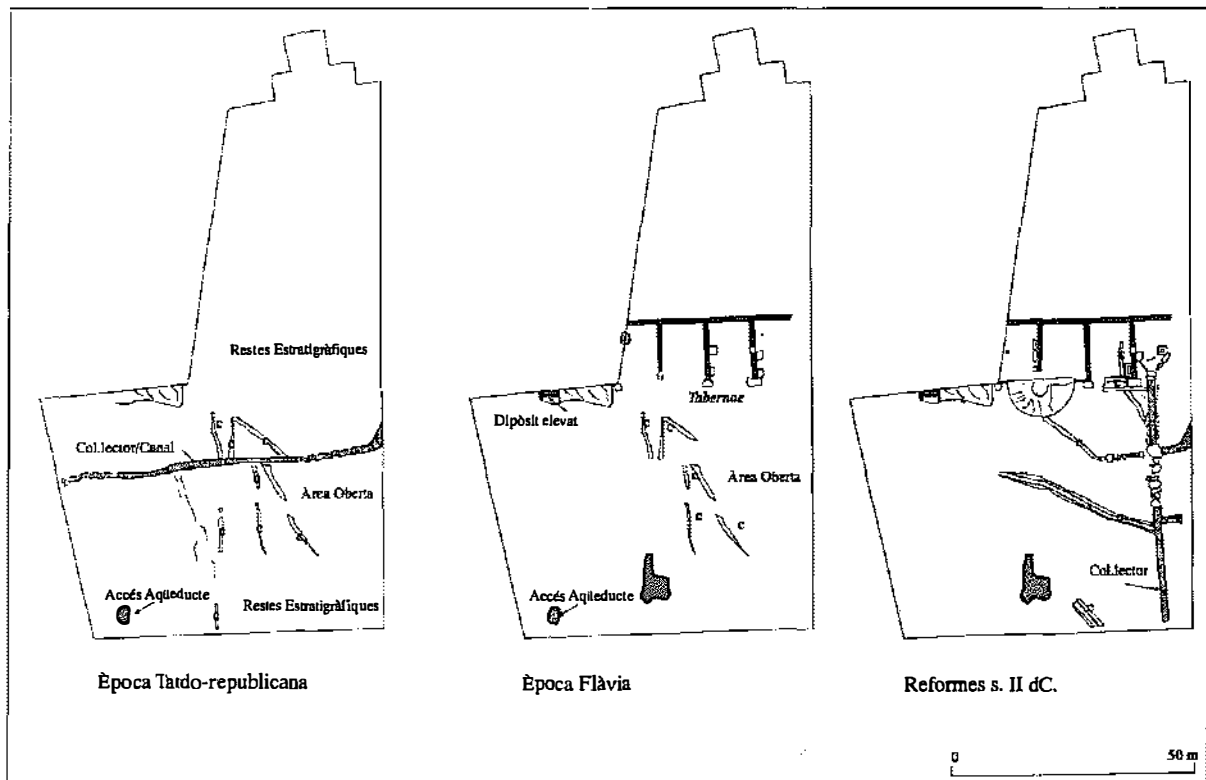 Restes Estratigràfiques
Col.lector/Canal
Àrea Oberta
Accés Aqüeducte
Restes Estratigràfiques
Època Tardo-republicana
Tabernae
Dipòsit elevat
Àrea Oberta
c
c
Accés Aqüeducte
Època Flàvia
Col.lector
Reformes s. II dC.
0 50 m